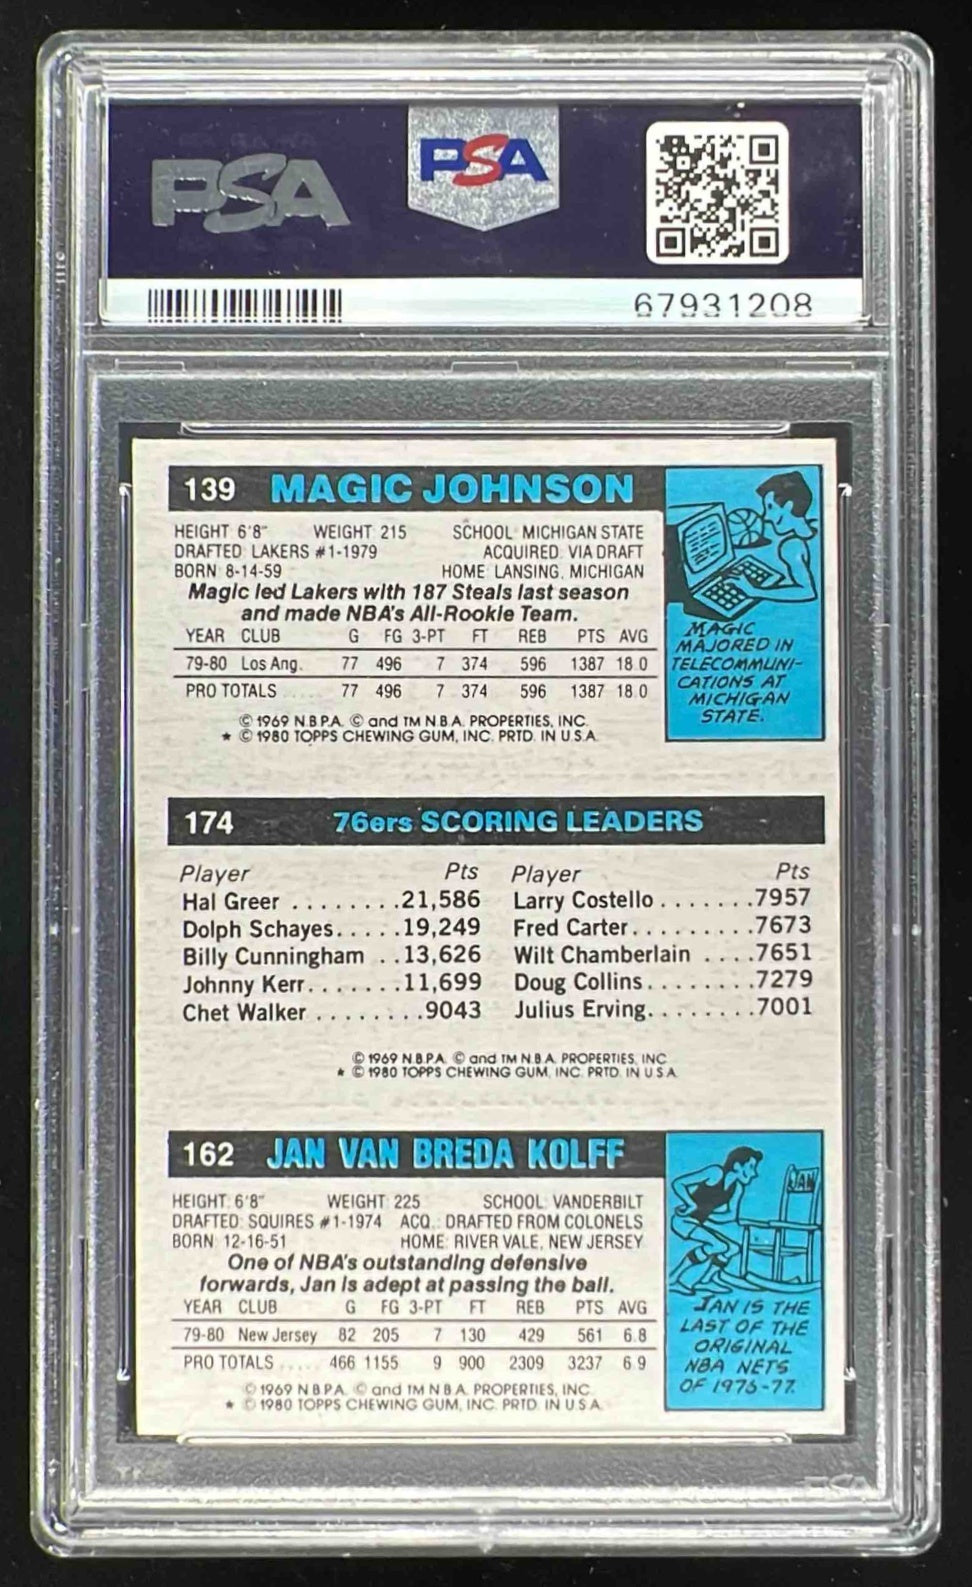 PSA
PSA
67931208
139 MAGIC JOHNSON
HEIGHT: 6'8" WEIGHT: 215 SCHOOL: MICHIGAN STATE
DRAFTED: LAKERS #1-1979 ACQUIRED: VIA DRAFT
BORN: 8-14-59 HOME: LANSING, MICHIGAN
Magic led Lakers with 187 Steals last season
and made NBA's All-Rookie Team.
YEAR CLUB G FG 3-PT FT REB PTS AVG
79-80 Los Ang. 77 496 7 374 596 1387 18.0
PRO TOTALS ..... 77 496 7 374 596 1387 18.0
© 1969 N.B.P.A. © and TM N.B.A. PROPERTIES, INC.
★ © 1980 TOPPS CHEWING GUM, INC. PRTD. IN U.S.A.
MAGIC
MAJORED IN
TELECOMMUNI-
CATIONS AT
MICHIGAN
STATE.
174 76ers SCORING LEADERS
Player Pts Player Pts
Hal Greer ........21,586 Larry Costello .......7957
Dolph Schayes.....19,249 Fred Carter.........7673
Billy Cunningham ..13,626 Wilt Chamberlain ....7651
Johnny Kerr.......11,699 Doug Collins........7279
Chet Walker ........9043 Julius Erving........7001
© 1969 N.B.P.A. © and TM N.B.A. PROPERTIES, INC.
★ © 1980 TOPPS CHEWING GUM, INC. PRTD. IN U.S.A.
162 JAN VAN BREDA KOLFF
HEIGHT: 6'8" WEIGHT: 225 SCHOOL: VANDERBILT
DRAFTED: SQUIRES #1-1974 ACQ.: DRAFTED FROM COLONELS
BORN: 12-16-51 HOME: RIVER VALE, NEW JERSEY
One of NBA's outstanding defensive
forwards, Jan is adept at passing the ball.
YEAR CLUB G FG 3-PT FT REB PTS AVG
79-80 New Jersey 82 205 7 130 429 561 6.8
PRO TOTALS ..... 466 1155 9 900 2309 3237 6.9
© 1969 N.B.P.A. © and TM N.B.A. PROPERTIES, INC.
★ © 1980 TOPPS CHEWING GUM, INC. PRTD. IN U.S.A.
JAN
JAN IS THE
LAST OF THE
ORIGINAL
NBA NETS
OF 1976-77.
PSA